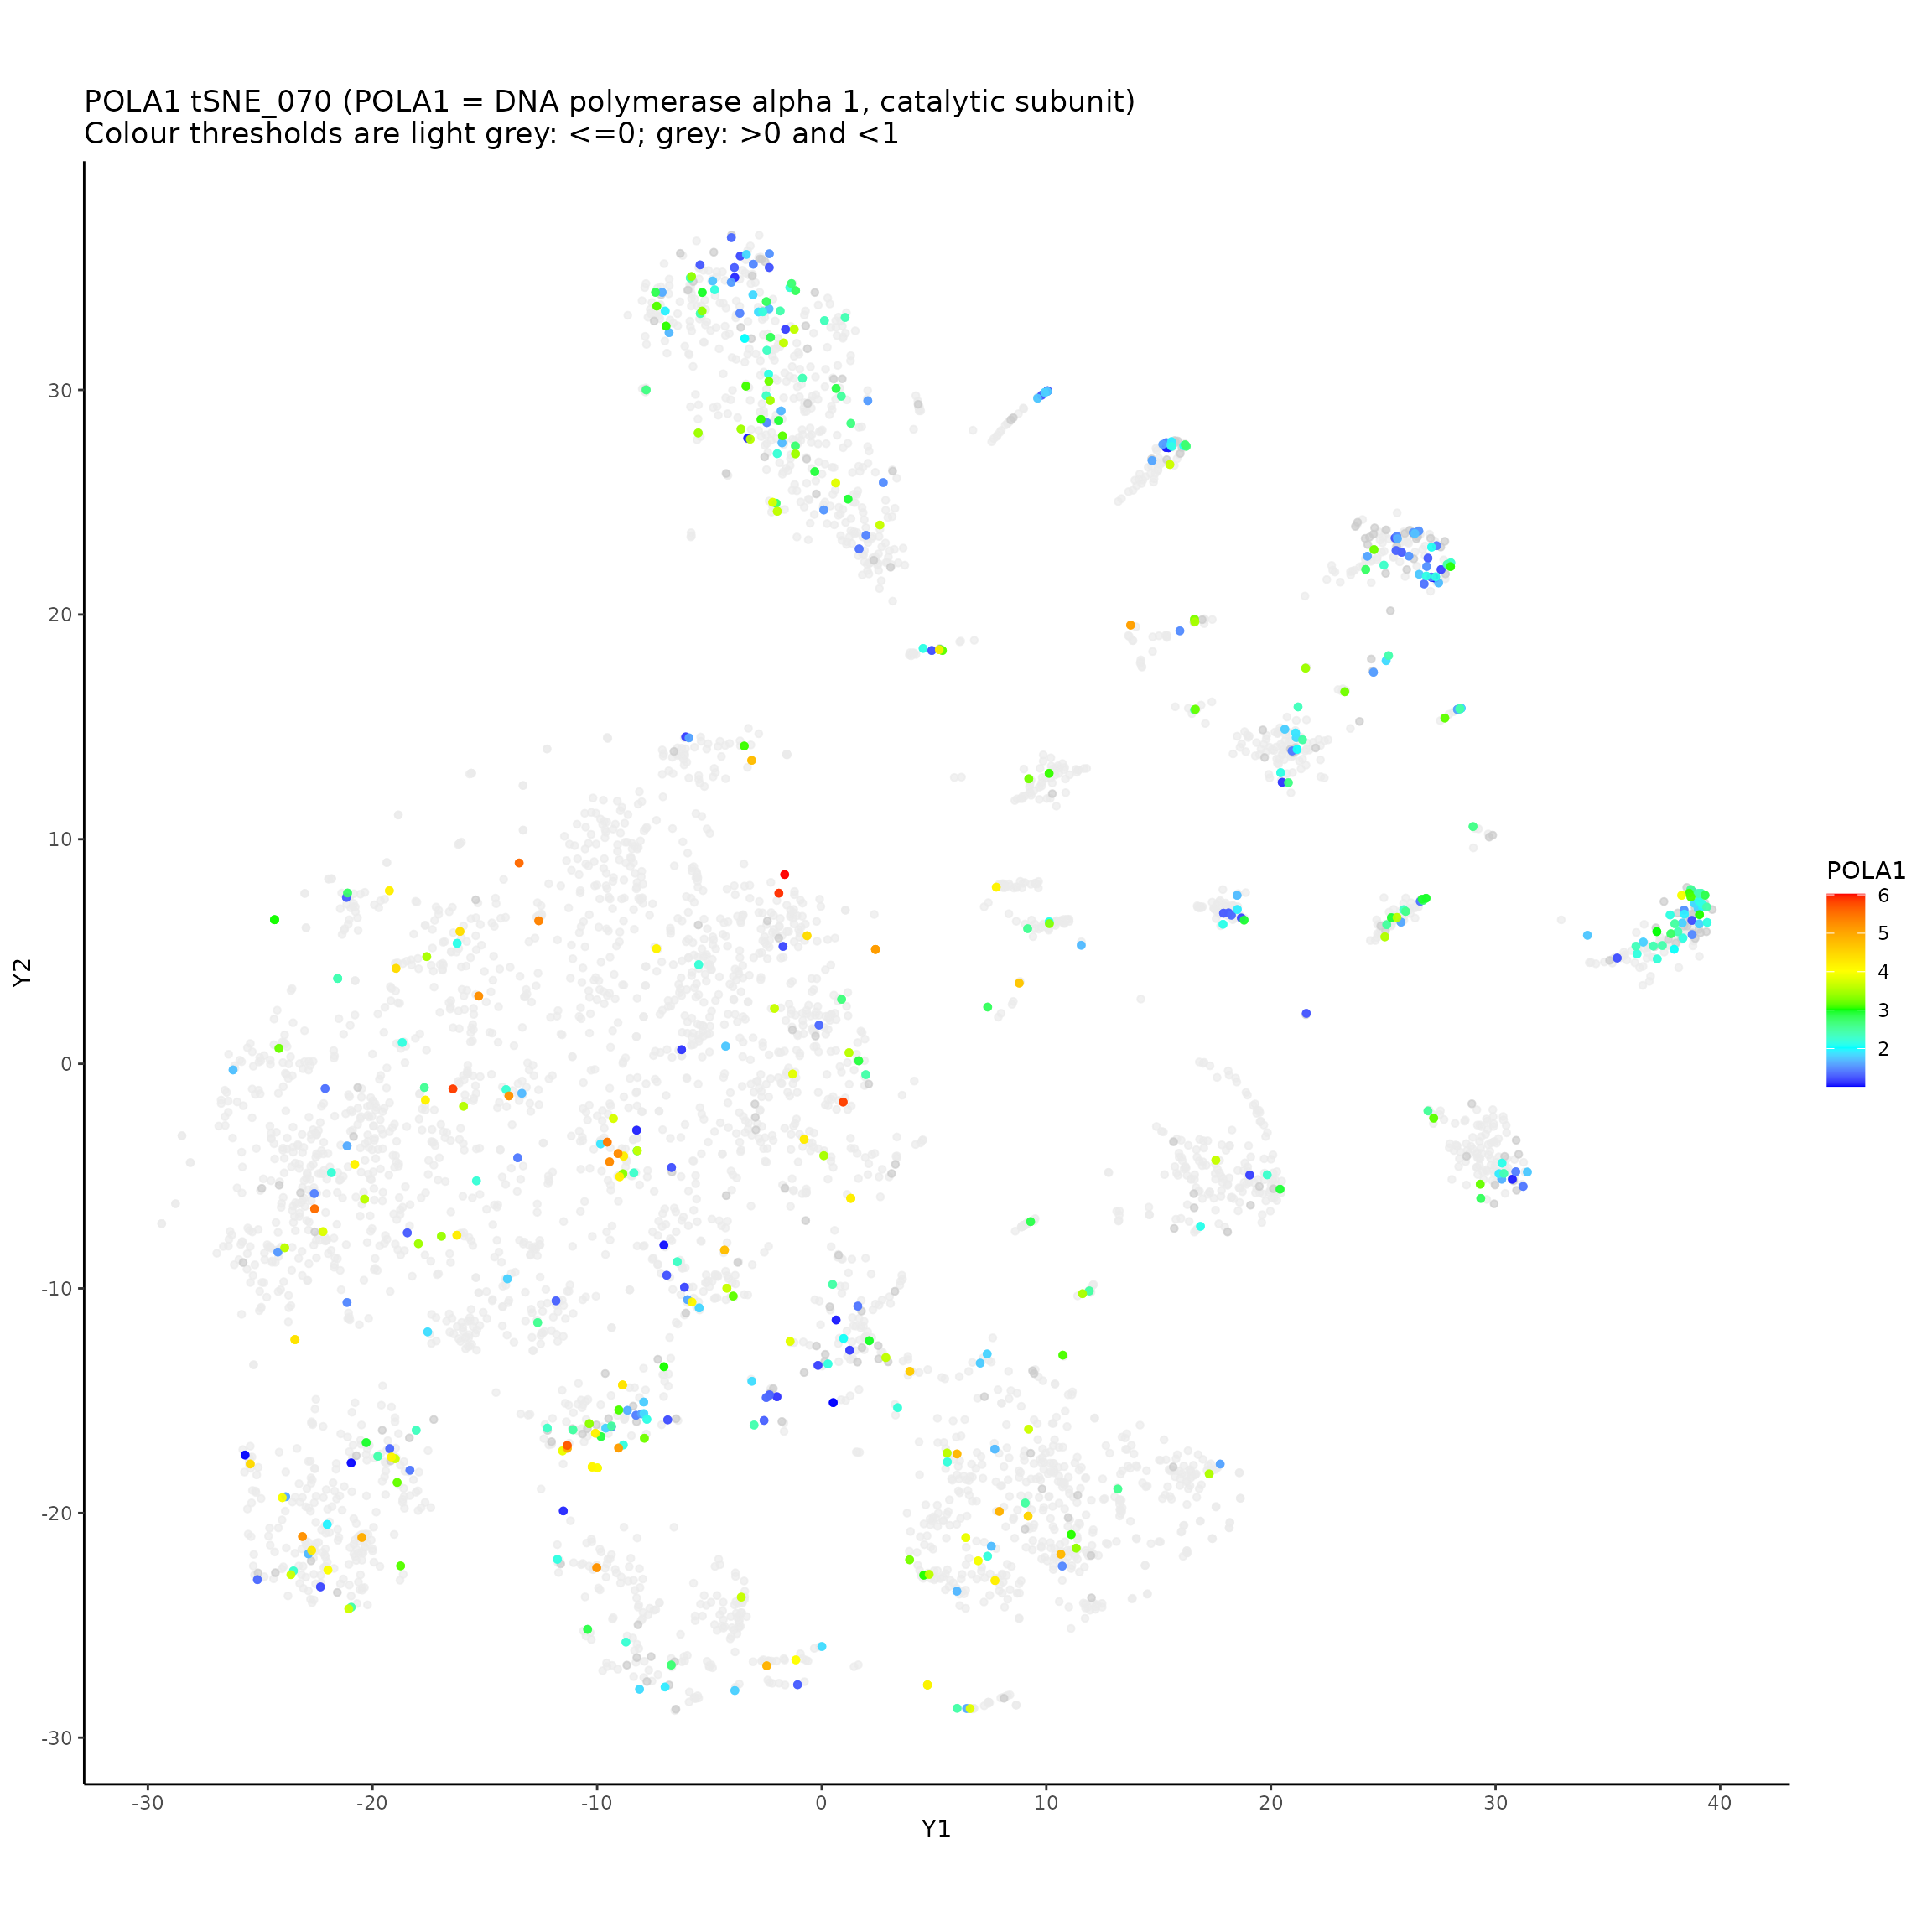 POLA1 tSNE_070 (POLA1 = DNA polymerase alpha 1, catalytic subunit)
Colour thresholds are light grey: <=0; grey: >0 and <1
30
20
10
0
-10
-20
-30
Y2
-30 -20 -10 0 10 20 30 40
Y1
POLA1
6
5
4
3
2